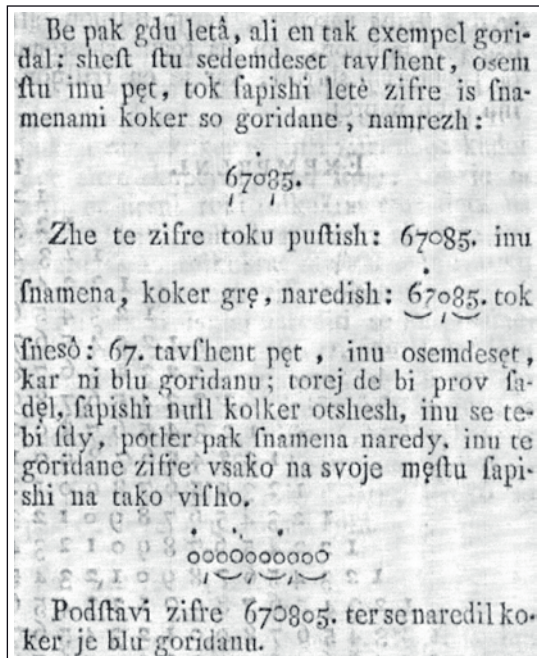 Be pak gdu letâ, ali en tak exempel gori-
dal: sheſt ſtu sedemdeset tavſhent, osem
ſtu inu pęt, tok ſapishi letè zifre is ſna-
menami koker so goridane, namrezh:
67085.
Zhe te zifre toku puſtish: 67085. inu
ſnamena, koker grę, naredish: 67085. tok
ſnesô: 67. tavſhent pęt, inu osemdesęt,
kar ni blu goridanu; torej de bi prov ſa-
dęl, ſapishi null kolker otshesh, inu se te-
bi ſdy, potler pak ſnamena naredy, inu te
goridane zifre vsako na svoje męſtu ſapi-
shi na tako viſho.
0000000000
Podſtavi zifre 670805. ter se naredil ko-
ker je blu goridanu.